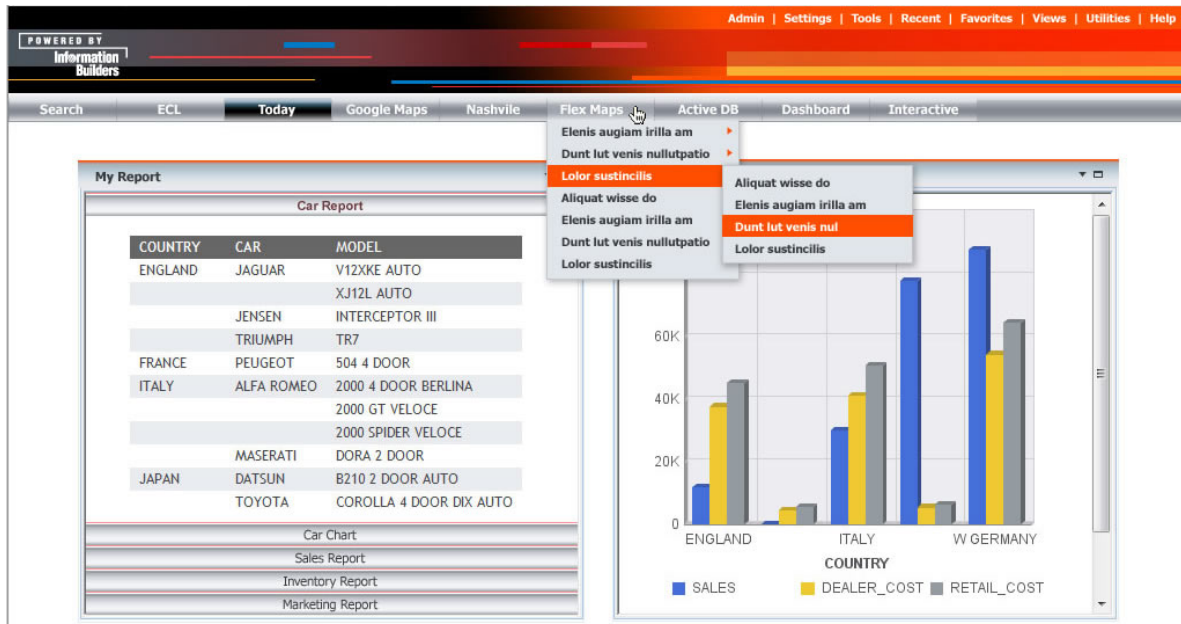 Admin | Settings | Tools | Recent | Favorites | Views | Utilities | Help
POWERED BY
Information
Builders
Search ECL Today Google Maps Nashvile Flex Maps Active DB Dashboard Interactive
Elenis augiam irilla am
Dunt lut venis nullutpatio
Lolor sustincilis
Aliquat wisse do
Elenis augiam irilla am
Dunt lut venis nullutpatio
Lolor sustincilis
Aliquat wisse do
Elenis augiam irilla am
Dunt lut venis nul
Lolor sustincilis
My Report
Car Report
COUNTRY CAR MODEL
ENGLAND JAGUAR V12XKE AUTO
XJ12L AUTO
JENSEN INTERCEPTOR III
TRIUMPH TR7
FRANCE PEUGEOT 504 4 DOOR
ITALY ALFA ROMEO 2000 4 DOOR BERLINA
2000 GT VELOCE
2000 SPIDER VELOCE
MASERATI DORA 2 DOOR
JAPAN DATSUN B210 2 DOOR AUTO
TOYOTA COROLLA 4 DOOR DIX AUTO
Car Chart
Sales Report
Inventory Report
Marketing Report
60K
40K
20K
0
ENGLAND ITALY W GERMANY
COUNTRY
SALES DEALER_COST RETAIL_COST